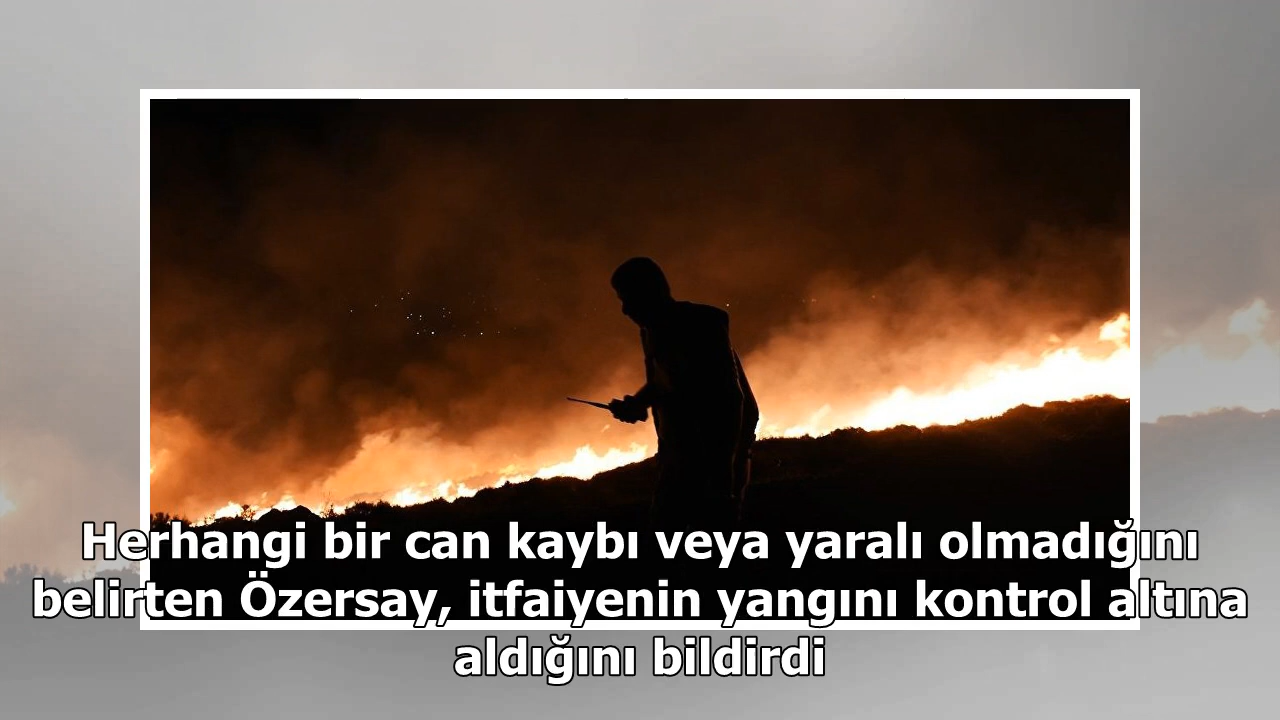 Herhangi bir can kaybı veya yaralı olmadığını
belirten Özersay, itfaiyenin yangını kontrol altına
aldığını bildirdi